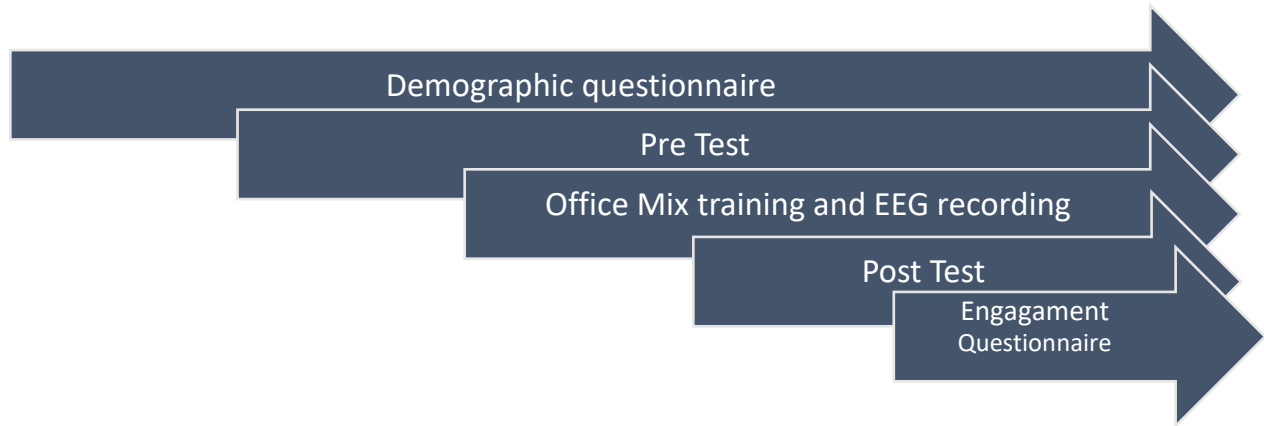 Demographic questionnaire
Pre Test
Office Mix training and EEG recording
Post Test
Engagament
Questionnaire